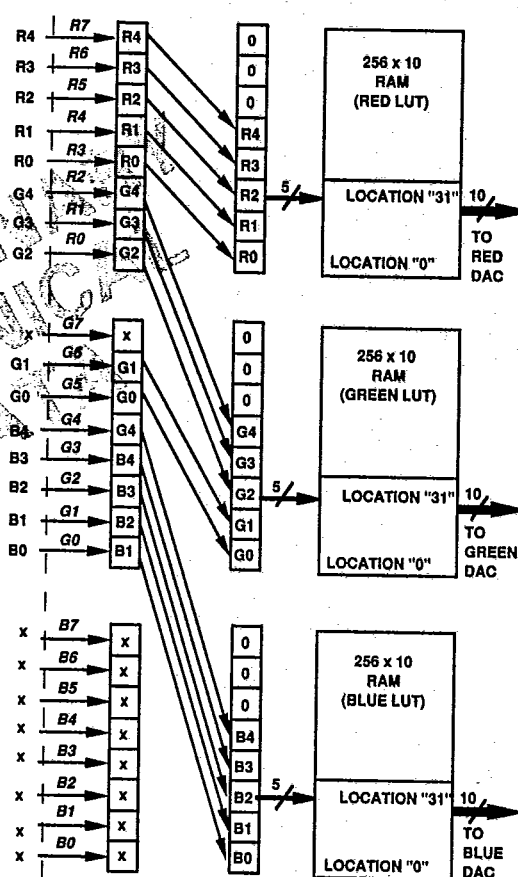 R4 R7 R4 0
R3 R6 R3 0
R2 R5 R2 0
R1 R4 R1 R4
R0 R3 R0 R3
G4 R2 G4 R2
G3 R1 G3 R1
G2 R0 G2 R0
5
256 x 10
RAM
(RED LUT)
LOCATION "31"
LOCATION "0"
10
TO
RED
DAC
x G7 x 0
G1 G6 G1 0
G0 G5 G0 0
B4 G4 G4 G4
B3 G3 B4 G3
B2 G2 B3 G2
B1 G1 B2 G1
B0 G0 B1 G0
5
256 x 10
RAM
(GREEN LUT)
LOCATION "31"
LOCATION "0"
10
TO
GREEN
DAC
x B7 x 0
x B6 x 0
x B5 x 0
x B4 x B4
x B3 x B3
x B2 x B2
x B1 x B1
x B0 x B0
5
256 x 10
RAM
(BLUE LUT)
LOCATION "31"
LOCATION "0"
10
TO
BLUE
DAC